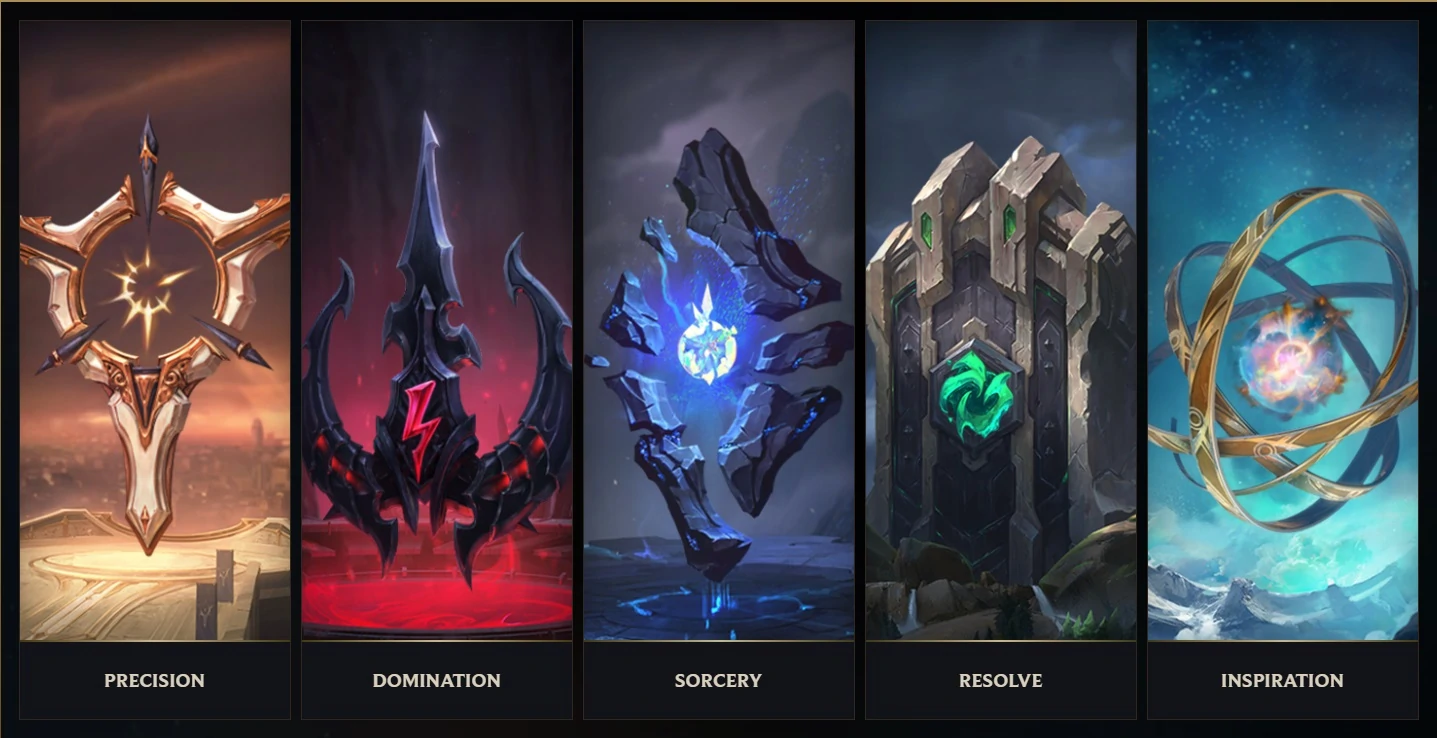 PRECISION
DOMINATION
SORCERY
RESOLVE
INSPIRATION